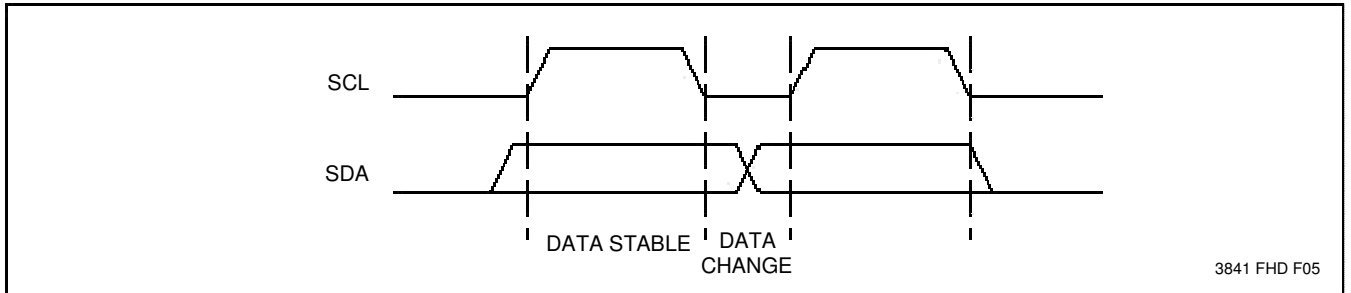 SCL
SDA
DATA STABLE
DATA
CHANGE
3841 FHD F05